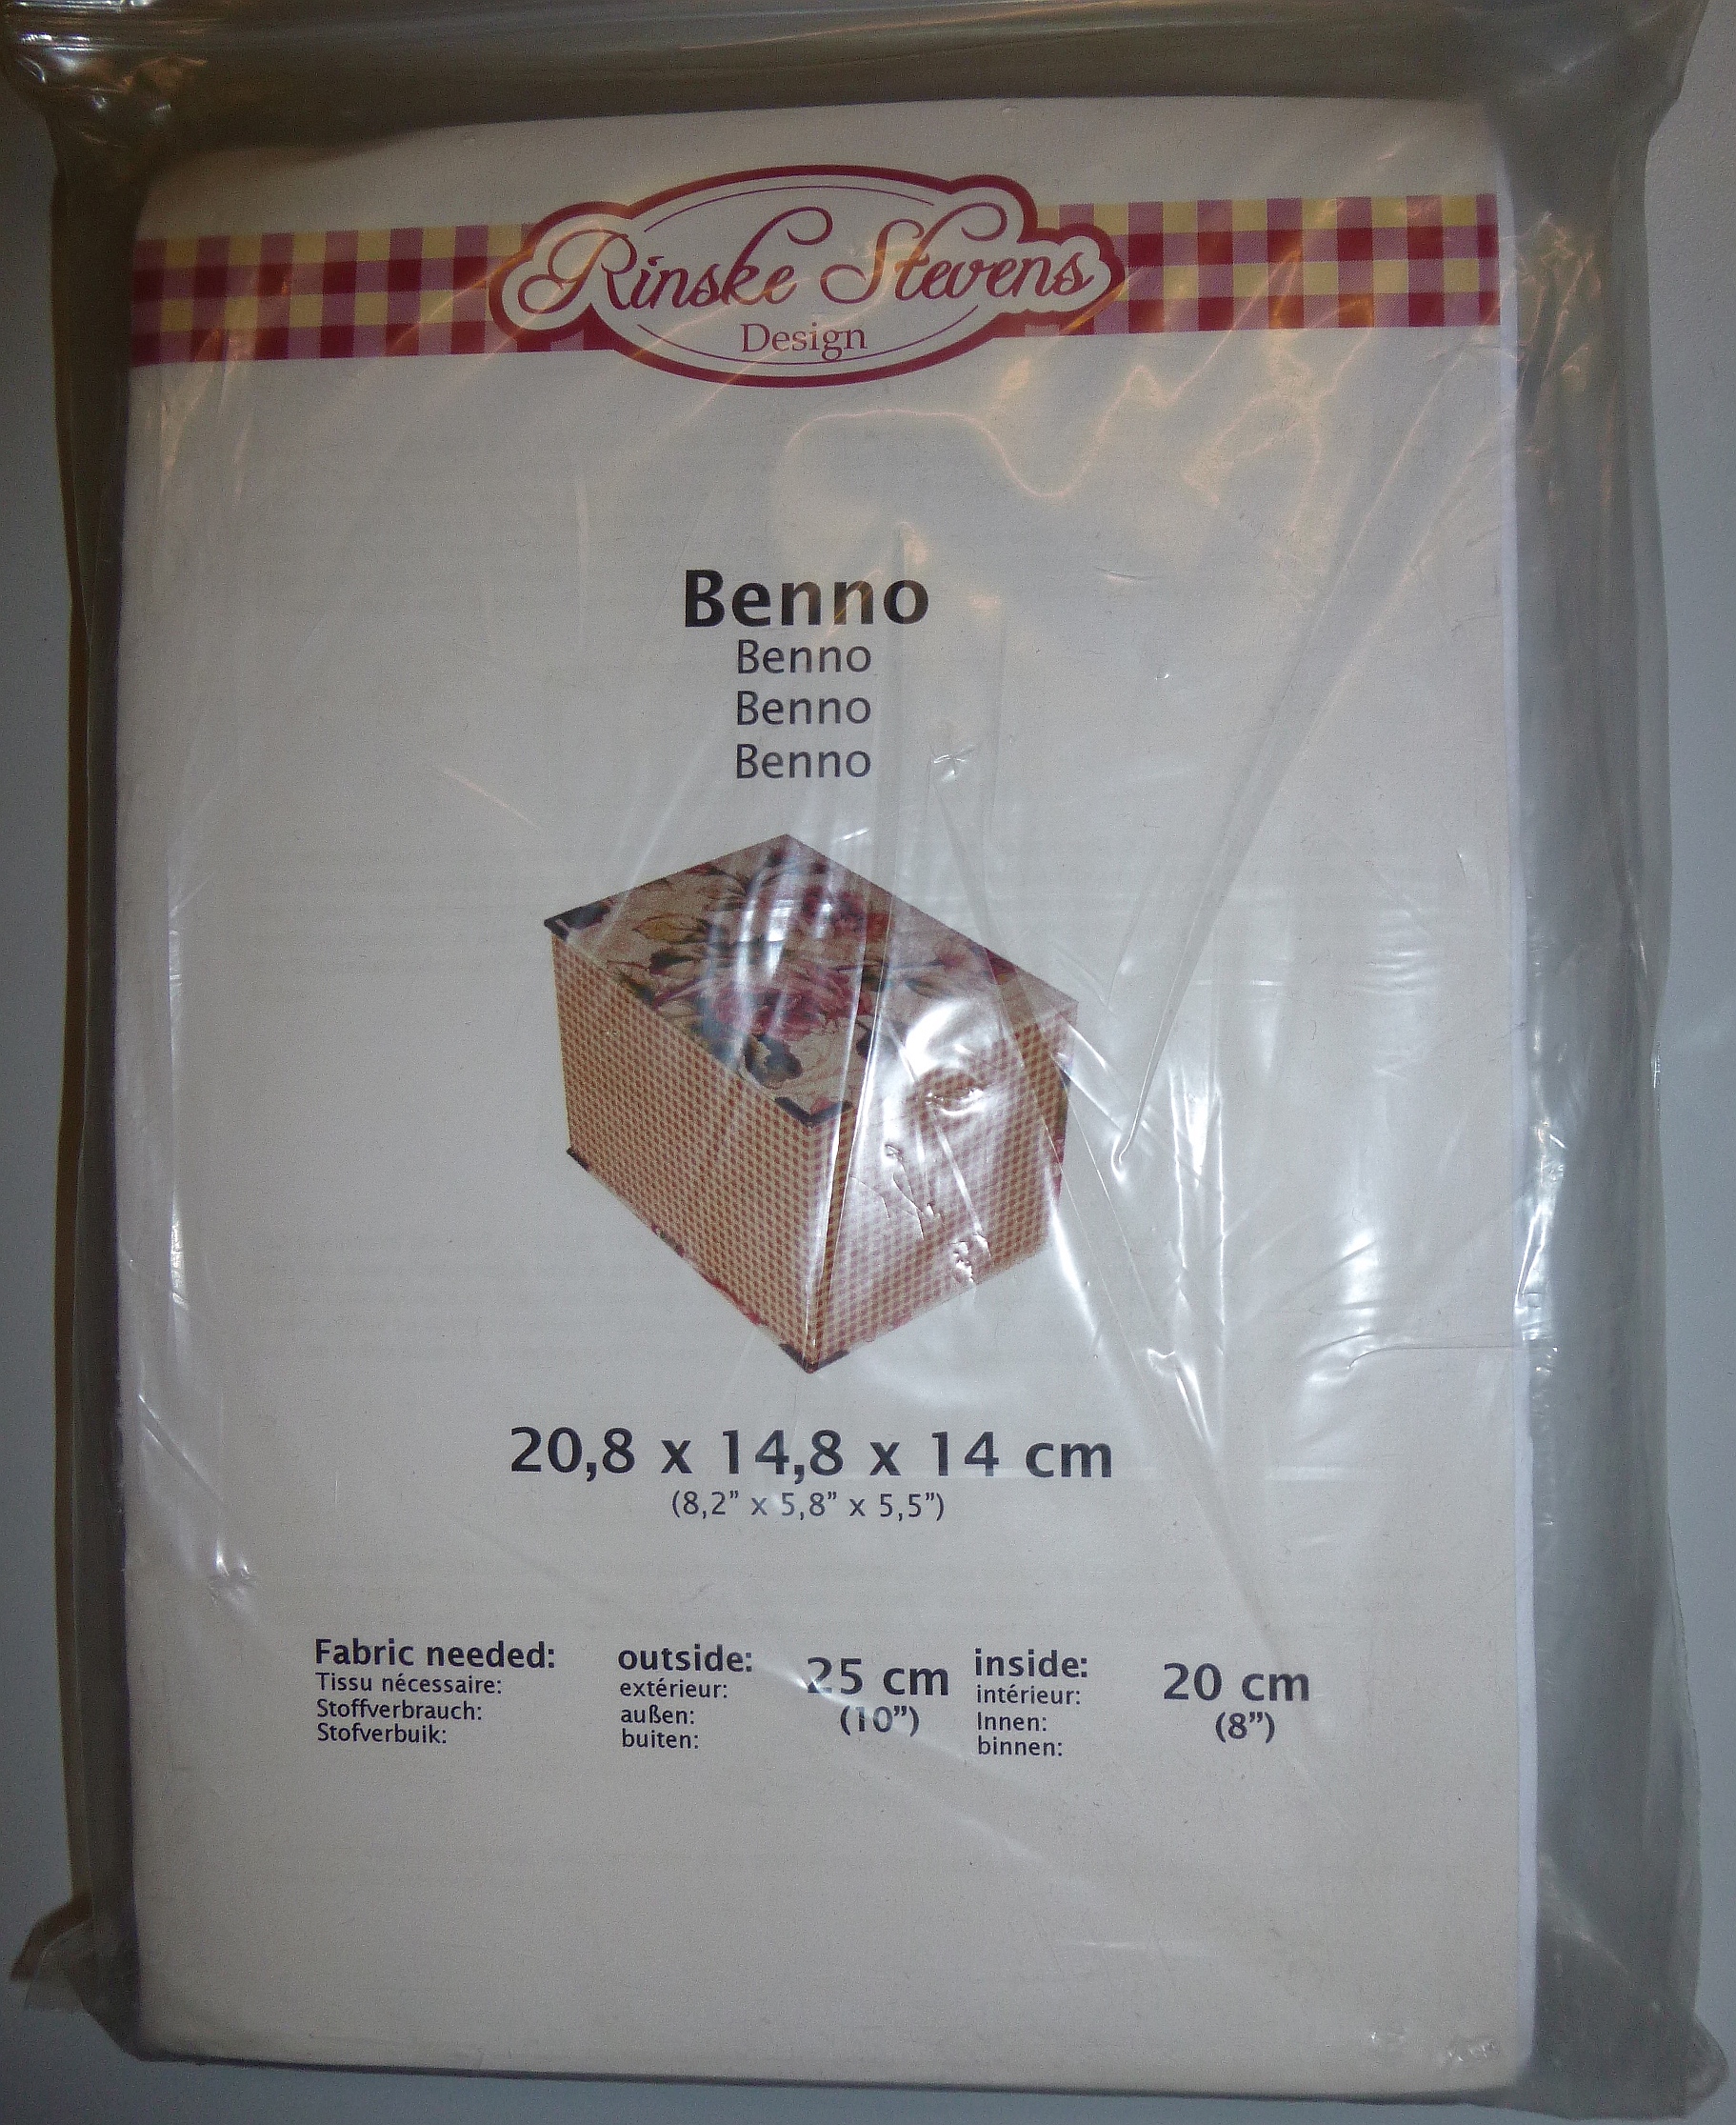 Rinske Stevens
Design
Benno
Benno
Benno
Benno
20,8 x 14,8 x 14 cm
(8,2” x 5,8” x 5,5”)
Fabric needed:
Tissu nécessaire:
Stoffverbrauch:
Stofverbuik:
outside:
extérieur:
außen:
buiten:
25 cm
(10”)
inside:
intérieur:
Innen:
binnen:
20 cm
(8”)